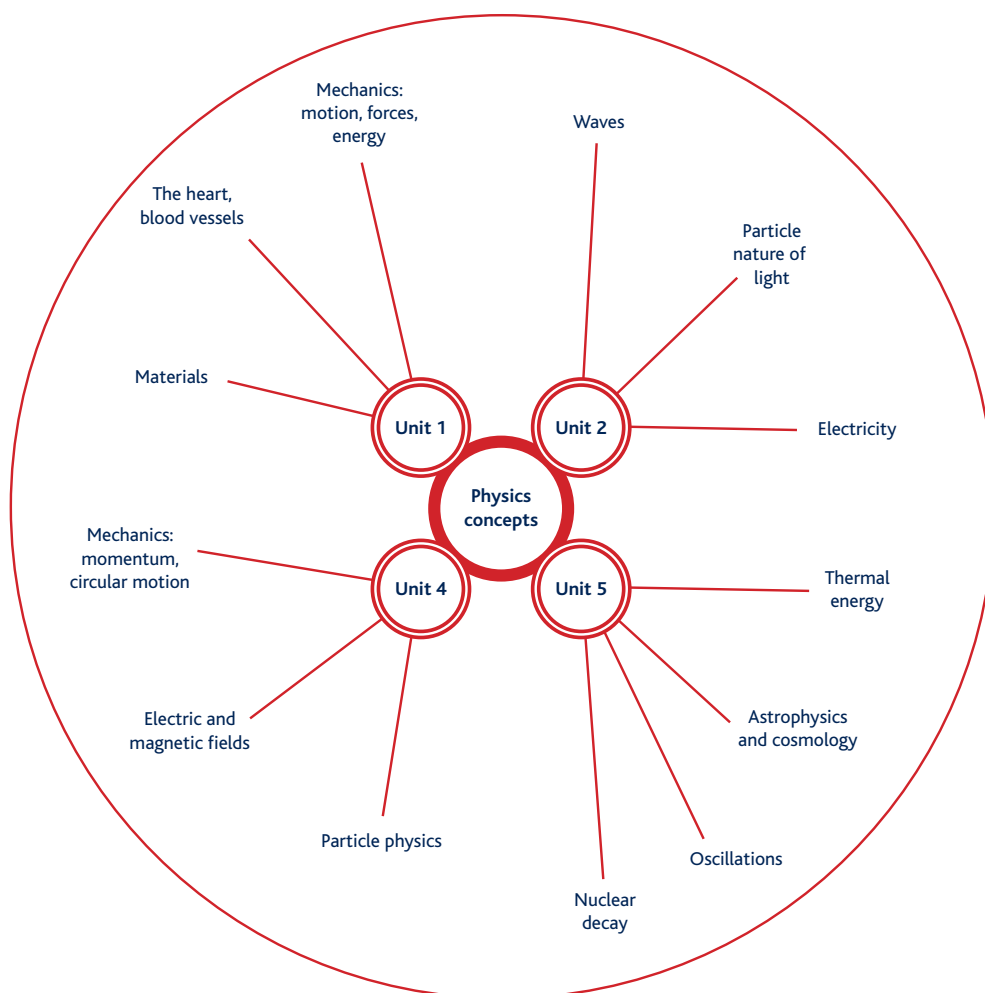 Mechanics:
motion, forces,
energy
Waves
The heart,
blood vessels
Particle
nature of
light
Materials
Unit 1
Unit 2
Electricity
Physics
concepts
Mechanics:
momentum,
circular motion
Unit 4
Unit 5
Thermal
energy
Electric and
magnetic fields
Astrophysics
and cosmology
Particle physics
Oscillations
Nuclear
decay